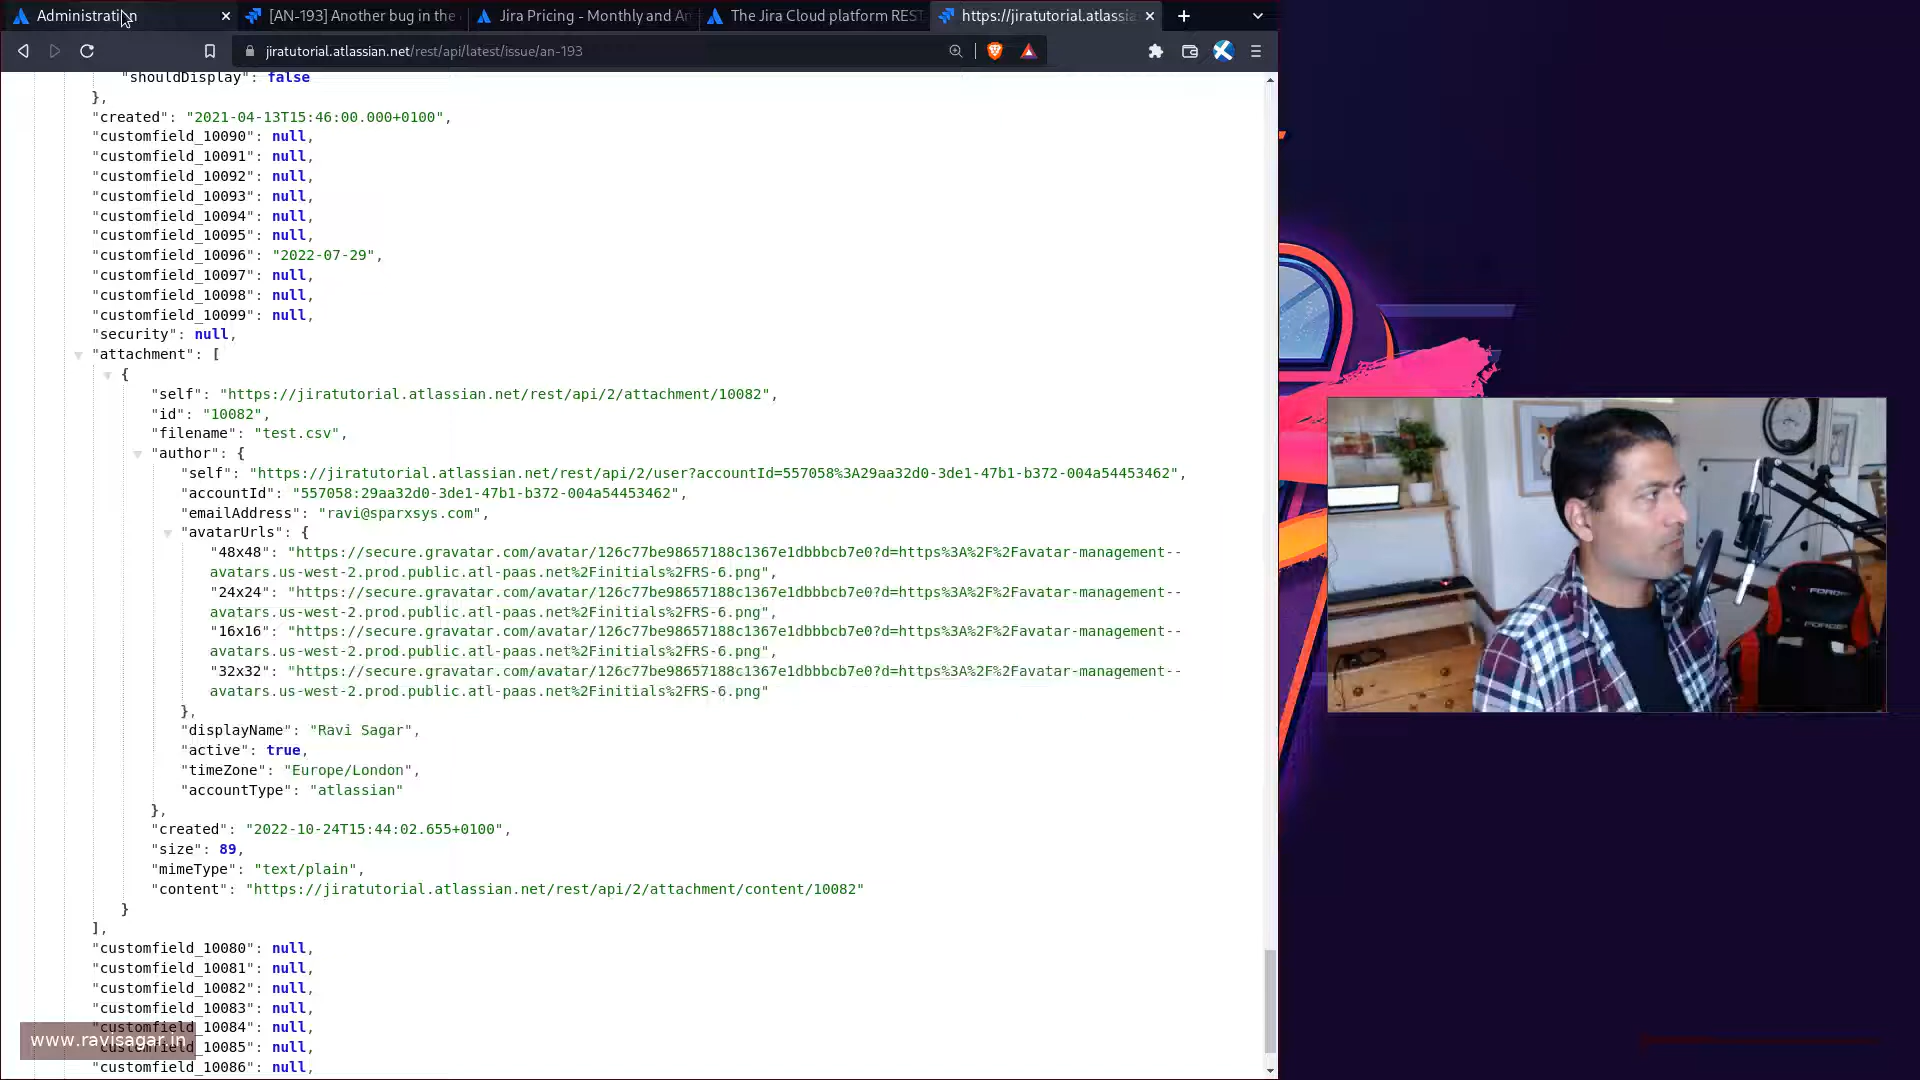 Administration
[AN-193] Another bug in the
Jira Pricing - Monthly and An
The Jira Cloud platform REST
https://jiratutorial.atlassia
jiratutorial.atlassian.net/rest/api/latest/issue/an-193
"shouldDisplay": false
},
"created": "2021-04-13T15:46:00.000+0100",
"customfield_10090": null,
"customfield_10091": null,
"customfield_10092": null,
"customfield_10093": null,
"customfield_10094": null,
"customfield_10095": null,
"customfield_10096": "2022-07-29",
"customfield_10097": null,
"customfield_10098": null,
"customfield_10099": null,
"security": null,
"attachment": [
{
"self": "https://jiratutorial.atlassian.net/rest/api/2/attachment/10082",
"id": "10082",
"filename": "test.csv",
"author": {
"self": "https://jiratutorial.atlassian.net/rest/api/2/user?accountId=557058%3A29aa32d0-3de1-47b1-b372-004a54453462",
"accountId": "557058:29aa32d0-3de1-47b1-b372-004a54453462",
"emailAddress": "ravi@sparxsys.com",
"avatarUrls": {
"48x48": "https://secure.gravatar.com/avatar/126c77be98657188c1367e1dbbbcb7e0?d=https%3A%2F%2Favatar-management--
avatars.us-west-2.prod.public.atl-paas.net%2Finitials%2FRS-6.png",
"24x24": "https://secure.gravatar.com/avatar/126c77be98657188c1367e1dbbbcb7e0?d=https%3A%2F%2Favatar-management--
avatars.us-west-2.prod.public.atl-paas.net%2Finitials%2FRS-6.png",
"16x16": "https://secure.gravatar.com/avatar/126c77be98657188c1367e1dbbbcb7e0?d=https%3A%2F%2Favatar-management--
avatars.us-west-2.prod.public.atl-paas.net%2Finitials%2FRS-6.png",
"32x32": "https://secure.gravatar.com/avatar/126c77be98657188c1367e1dbbbcb7e0?d=https%3A%2F%2Favatar-management--
avatars.us-west-2.prod.public.atl-paas.net%2Finitials%2FRS-6.png"
},
"displayName": "Ravi Sagar",
"active": true,
"timeZone": "Europe/London",
"accountType": "atlassian"
},
"created": "2022-10-24T15:44:02.655+0100",
"size": 89,
"mimeType": "text/plain",
"content": "https://jiratutorial.atlassian.net/rest/api/2/attachment/content/10082"
}
],
"customfield_10080": null,
"customfield_10081": null,
"customfield_10082": null,
"customfield_10083": null,
"customfield_10084": null,
"customfield_10085": null,
"customfield_10086": null,
www.ravisagar.in